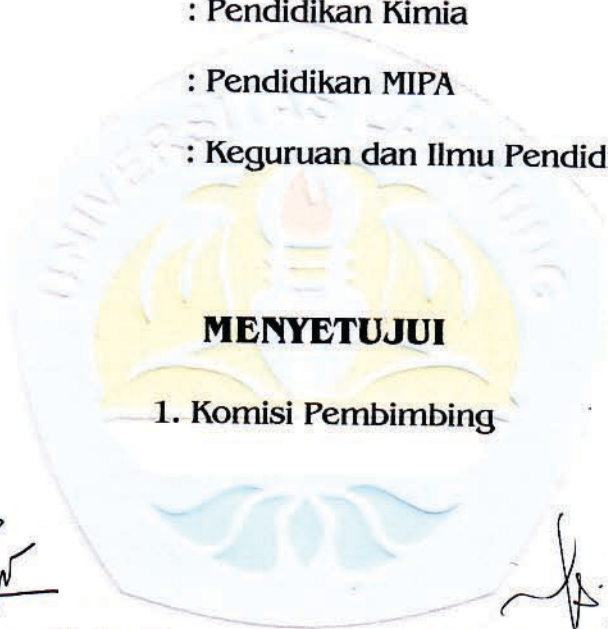 : Pendidikan Kimia
: Pendidikan MIPA
: Keguruan dan Ilmu Pendid
MENYETUJUI
1. Komisi Pembimbing